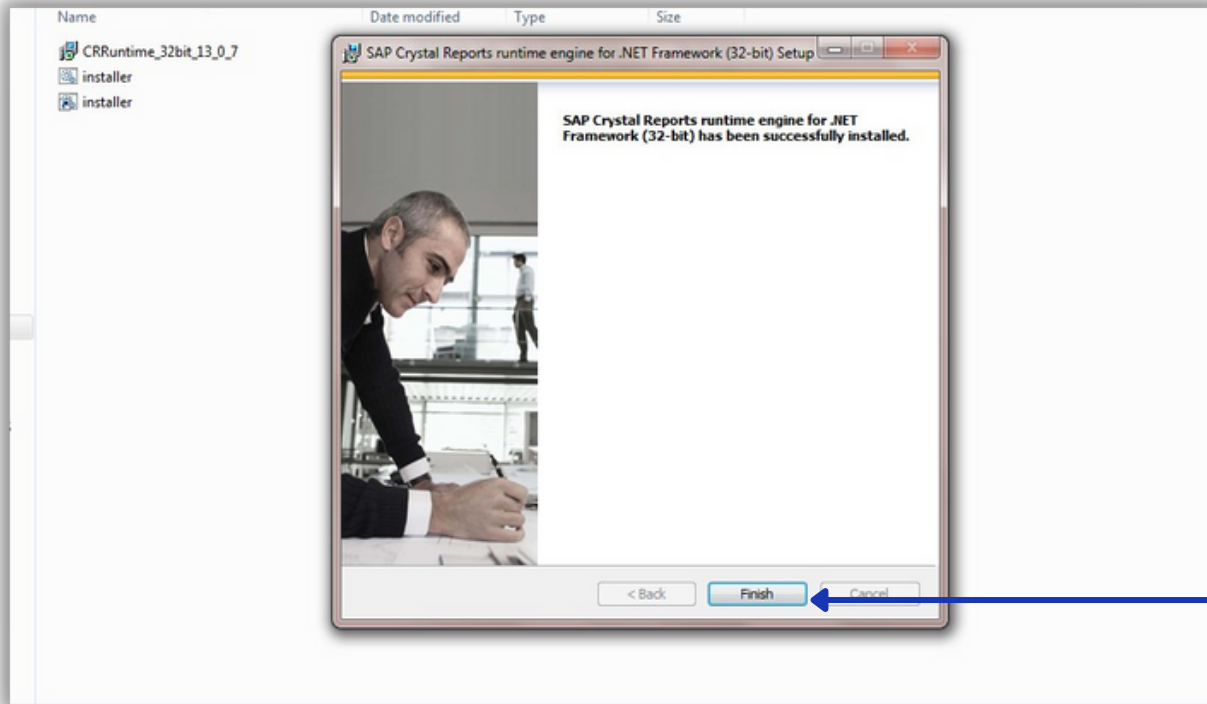 Name Date modified Type Size
CRRuntime_32bit_13_0_7
installer
installer
SAP Crystal Reports runtime engine for .NET Framework (32-bit) Setup
SAP Crystal Reports runtime engine for .NET
Framework (32-bit) has been successfully installed.
< Back Finish Cancel